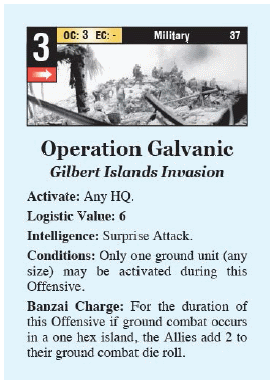 3
OC: 3 EC: -
Military
37
Operation Galvanic
Gilbert Islands Invasion
Activate: Any HQ.
Logistic Value: 6
Intelligence: Surprise Attack.
Conditions: Only one ground unit (any
size) may be activated during this
Offensive.
Banzai Charge: For the duration of
this Offensive if ground combat occurs
in a one hex island, the Allies add 2 to
their ground combat die roll.